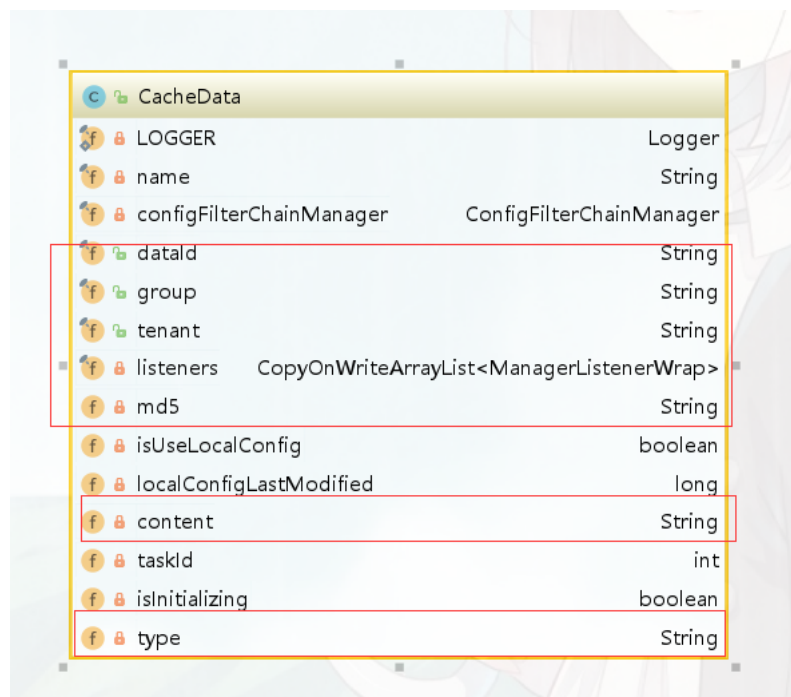 C CacheData
f LOGGER Logger
f name String
f configFilterChainManager ConfigFilterChainManager
f dataId String
f group String
f tenant String
f listeners CopyOnWriteArrayList<ManagerListenerWrap>
f md5 String
f isUseLocalConfig boolean
f localConfigLastModified long
f content String
f taskId int
f isInitializing boolean
f type String